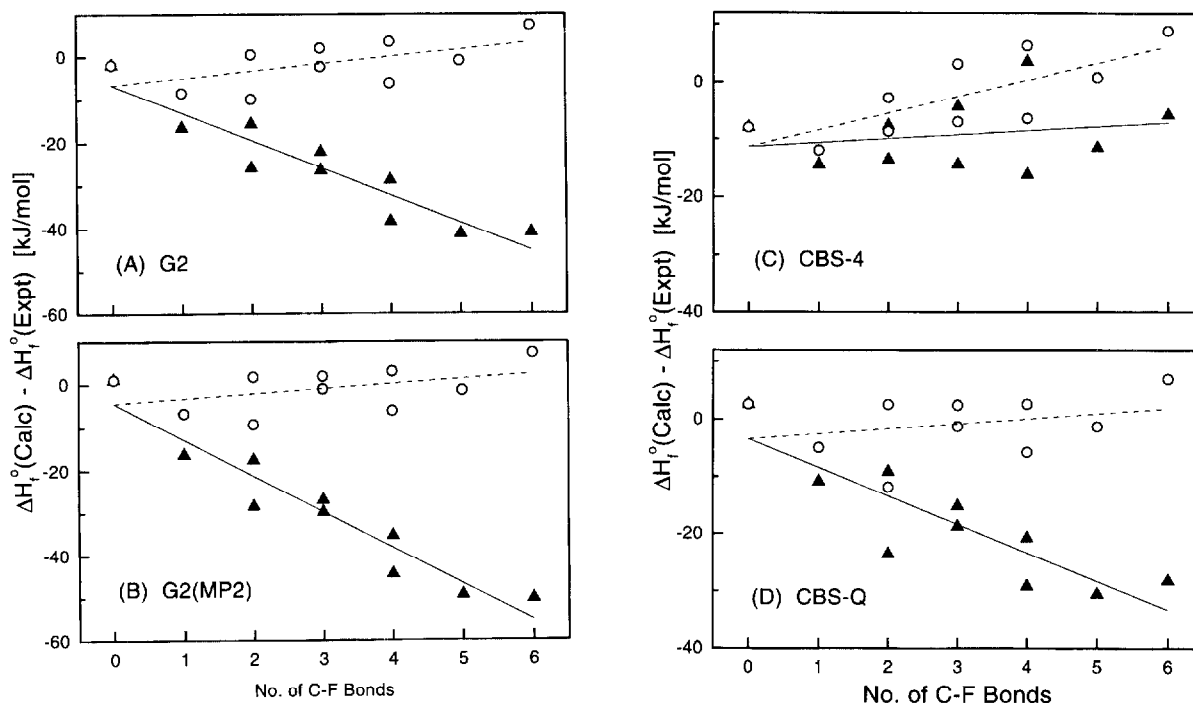 ΔHf°(Calc) - ΔHf°(Expt) [kJ/mol]
0
-20
-40
-60
(A) G2
0
-20
-40
-60
(B) G2(MP2)
0 1 2 3 4 5 6
No. of C-F Bonds
ΔHf°(Calc) - ΔHf°(Expt) [kJ/mol]
0
-20
-40
(C) CBS-4
0
-20
-40
(D) CBS-Q
0 1 2 3 4 5 6
No. of C-F Bonds